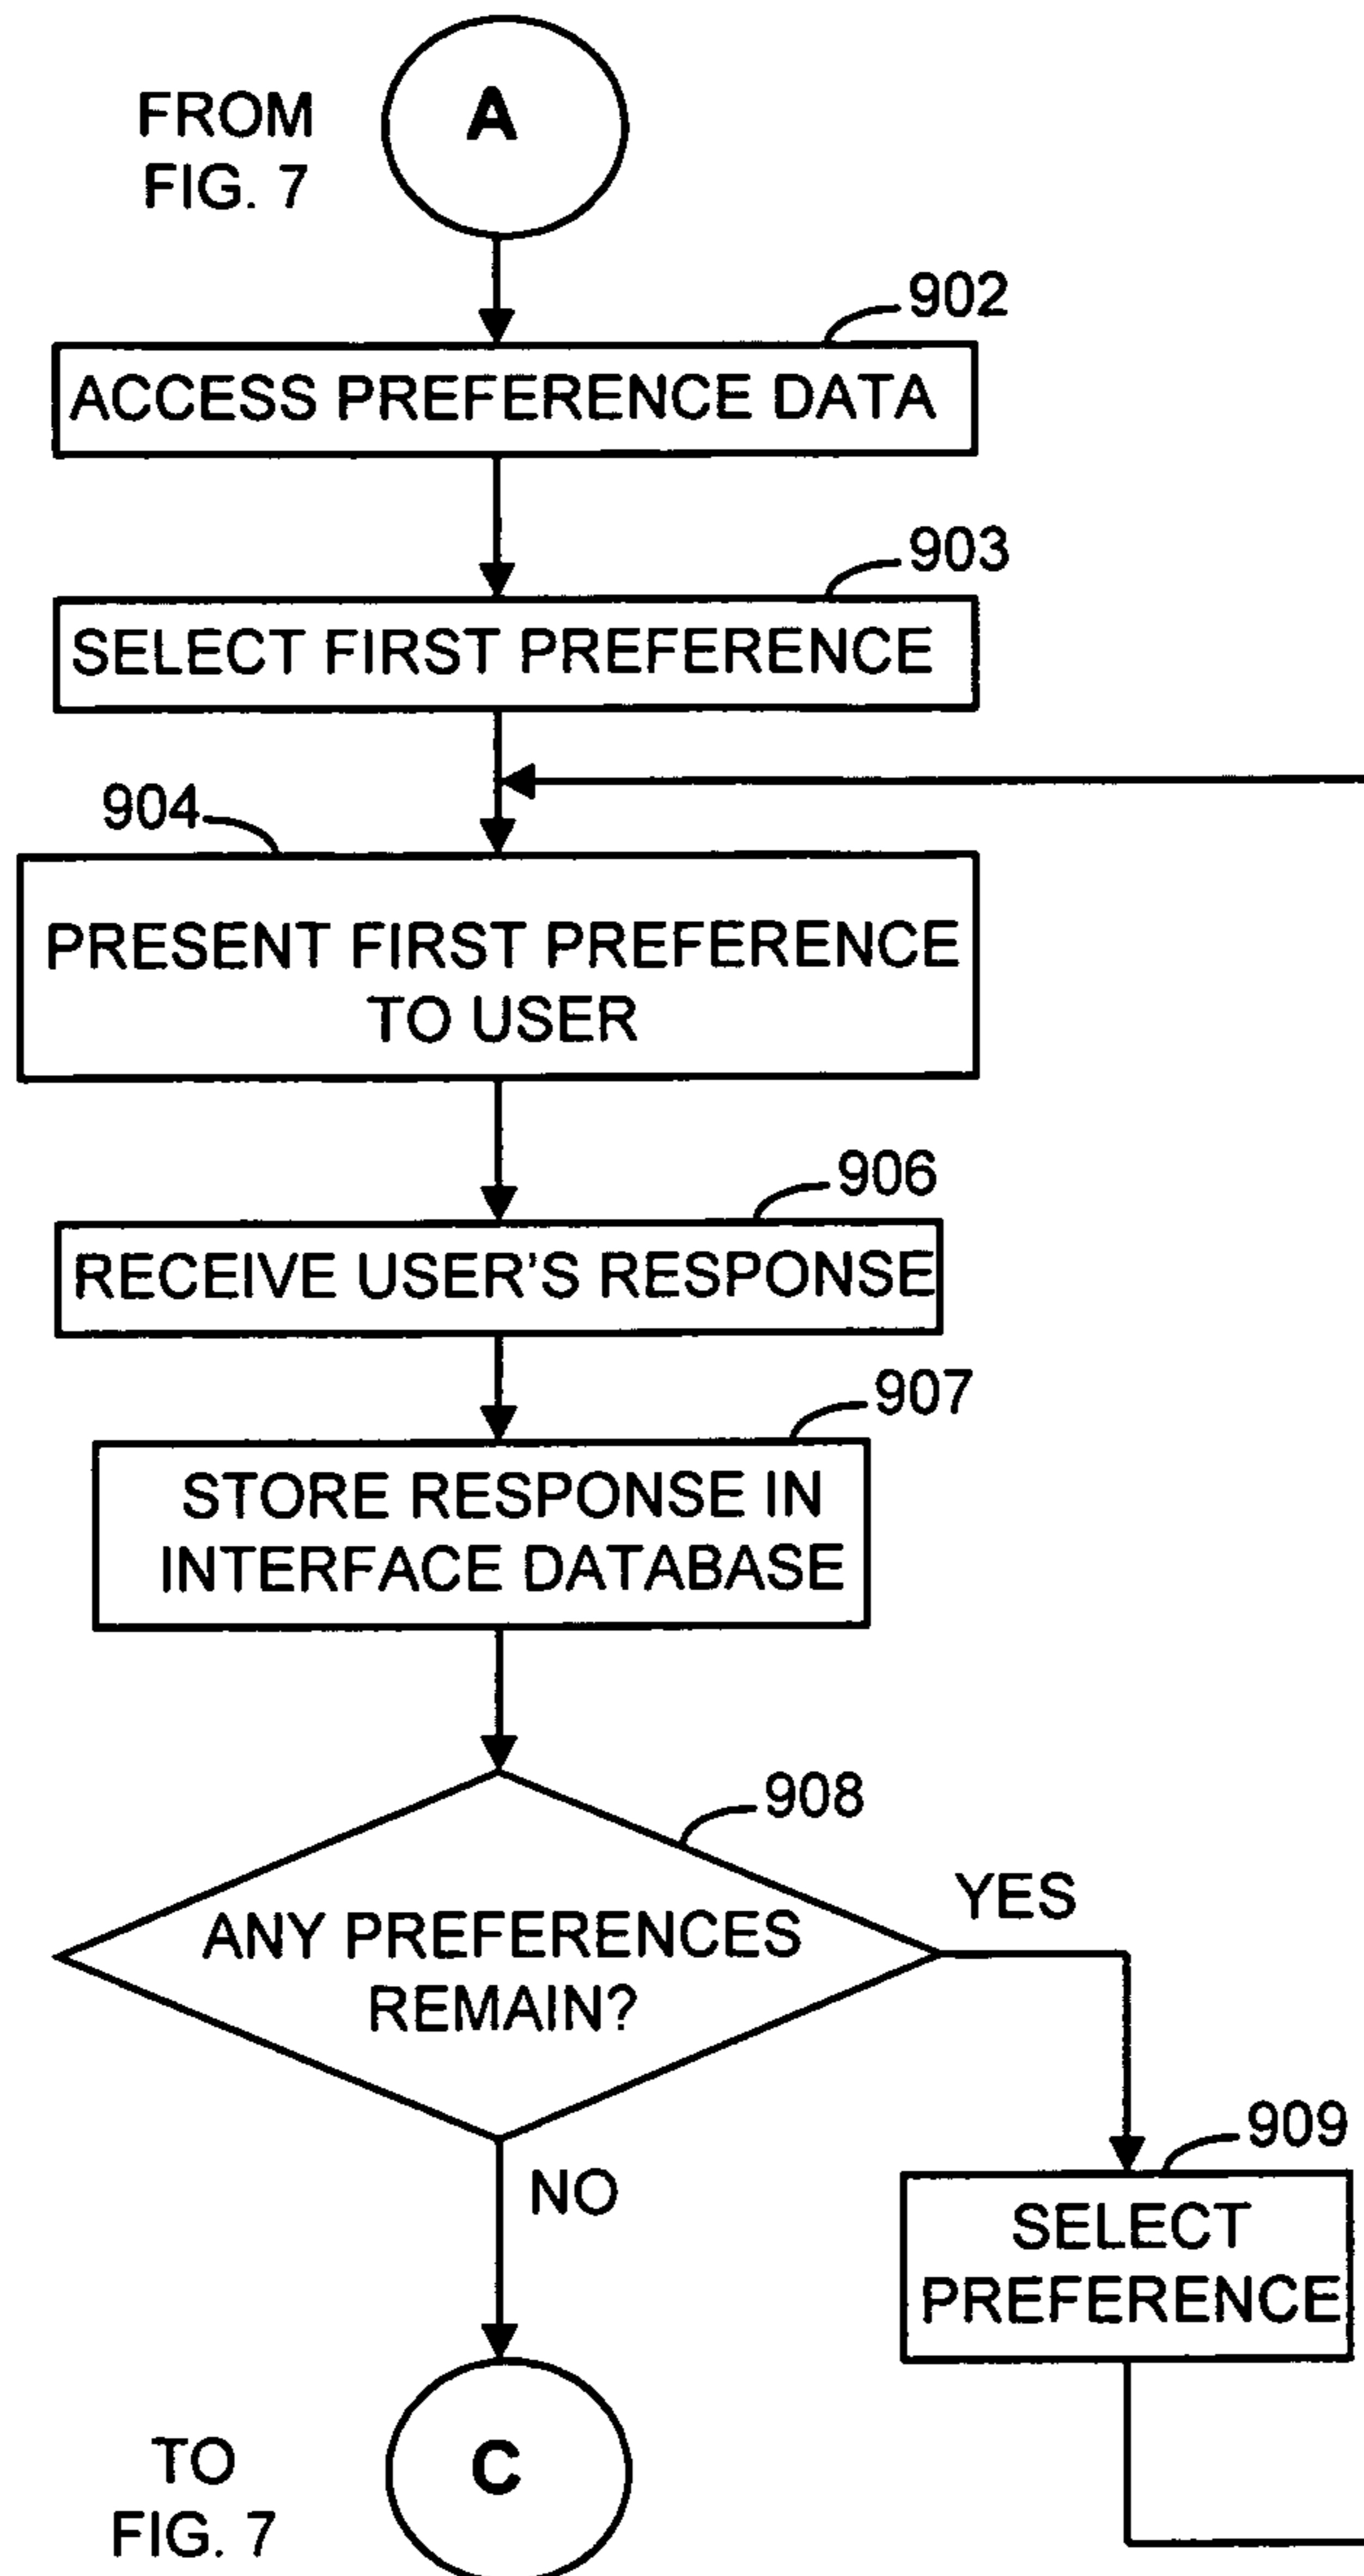 FROM
FIG. 7
A
902
ACCESS PREFERENCE DATA
903
SELECT FIRST PREFERENCE
904
PRESENT FIRST PREFERENCE
TO USER
906
RECEIVE USER'S RESPONSE
907
STORE RESPONSE IN
INTERFACE DATABASE
908
ANY PREFERENCES
REMAIN?
YES
NO
909
SELECT
PREFERENCE
TO
FIG. 7
C